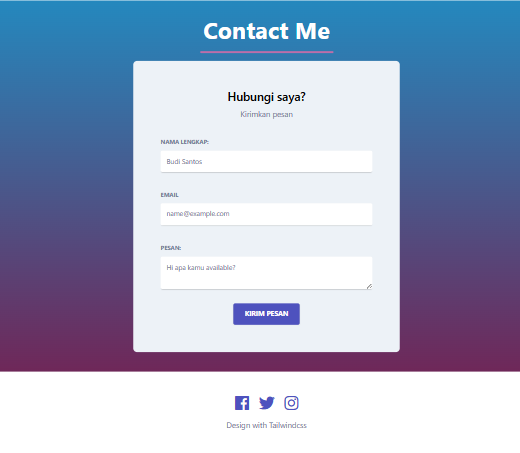 Contact Me
Hubungi saya?
Kirimkan pesan
NAMA LENGKAP:
Budi Santos
EMAIL
name@example.com
PESAN:
Hi apa kamu available?
KIRIM PESAN
Design with Tailwindcss